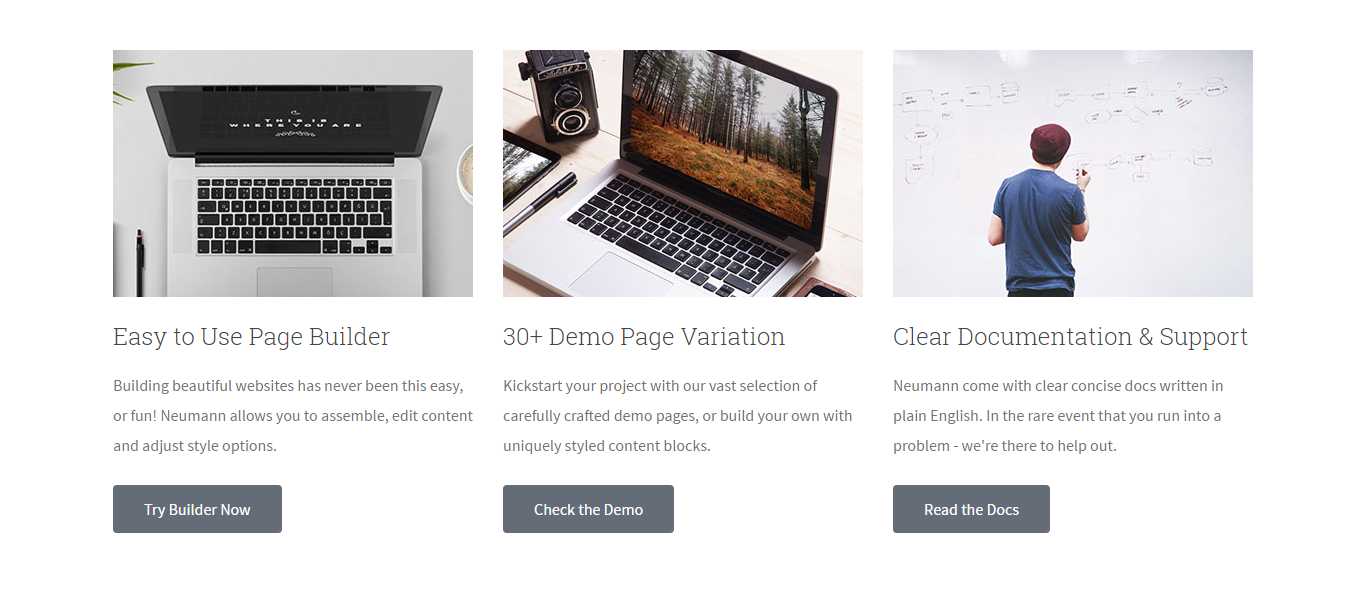 THIS IS
WHERE YOU ARE
Easy to Use Page Builder
Building beautiful websites has never been this easy,
or fun! Neumann allows you to assemble, edit content
and adjust style options.
Try Builder Now
30+ Demo Page Variation
Kickstart your project with our vast selection of
carefully crafted demo pages, or build your own with
uniquely styled content blocks.
Check the Demo
Clear Documentation & Support
Neumann come with clear concise docs written in
plain English. In the rare event that you run into a
problem - we're there to help out.
Read the Docs